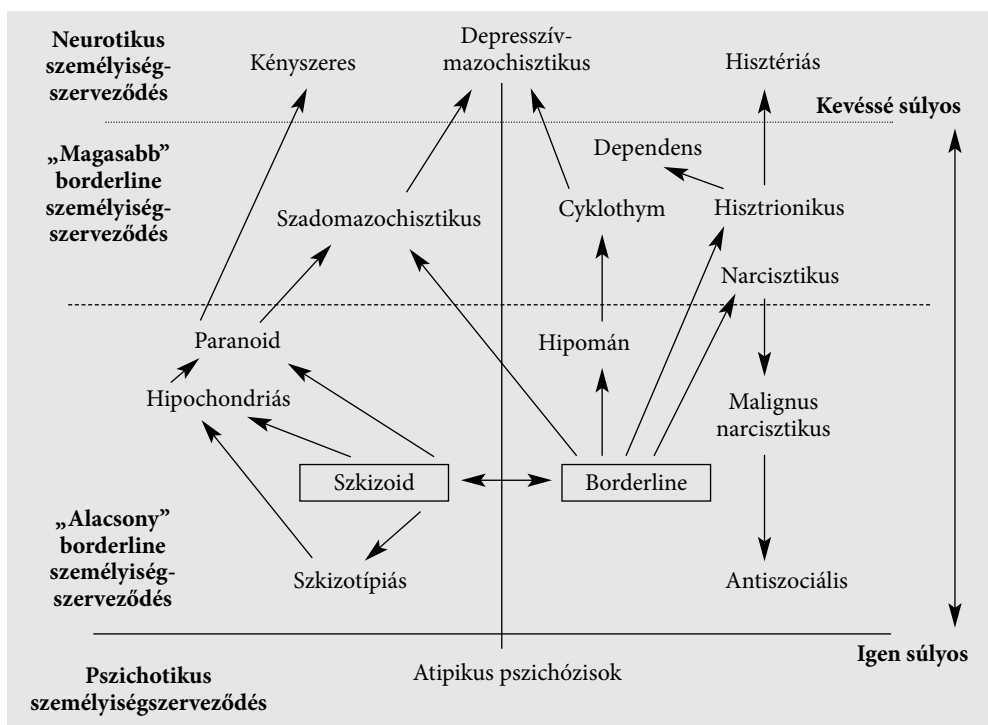 Neurotikus
személyiség-
szerveződés
Kényszeres
Depresszív-
mazochisztikus
Hisztériás
Kevéssé súlyos
„Magasabb”
borderline
személyiség-
szerveződés
Dependens
Szadomazochisztikus
Cyklothym
Hisztrionikus
Narcisztikus
Paranoid
Hipomán
Hipochondriás
Malignus
narcisztikus
Szkizoid
Borderline
„Alacsony”
borderline
személyiség-
szerveződés
Szkizotípiás
Antiszociális
Igen súlyos
Pszichotikus
személyiségszerveződés
Atipikus pszichózisok